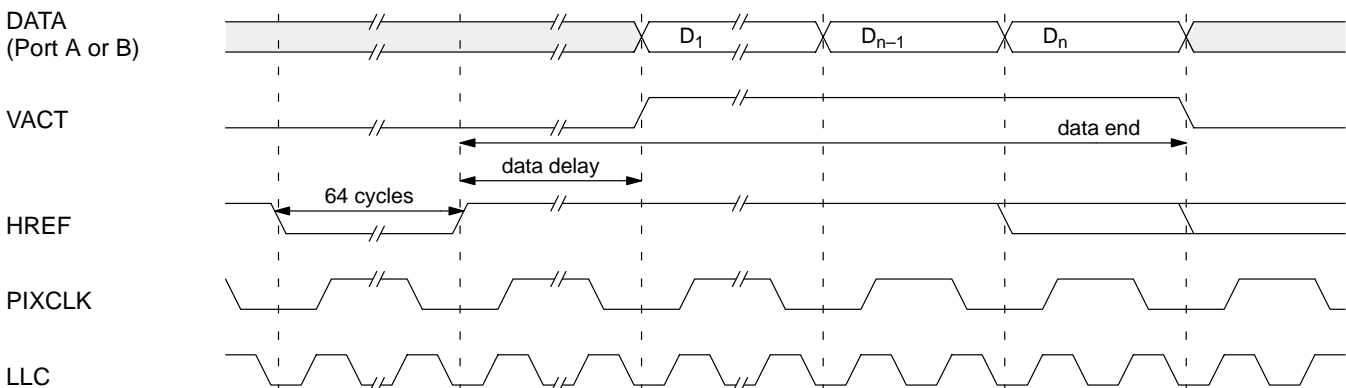 DATA
(Port A or B)
D1
Dn–1
Dn
VACT
data end
data delay
64 cycles
HREF
PIXCLK
LLC